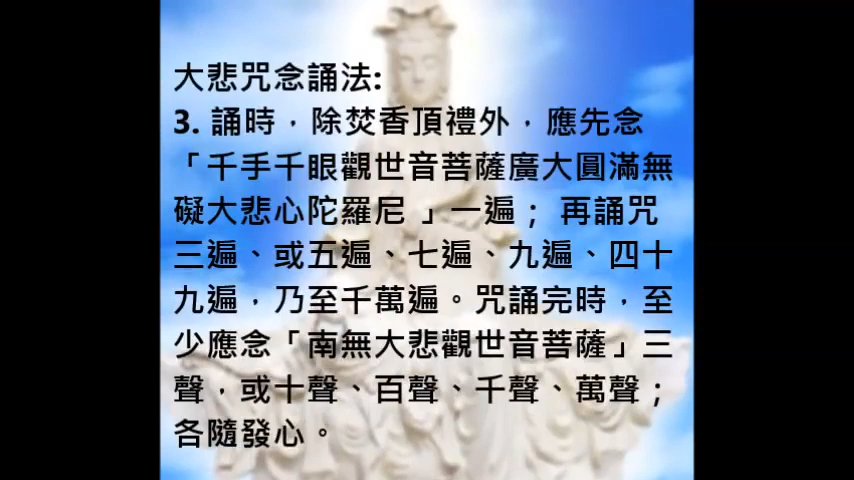 大悲咒念誦法:
3. 誦時，除焚香頂禮外，應先念
「千手千眼觀世音菩薩廣大圓滿無
礙大悲心陀羅尼 」一遍； 再誦咒
三遍、或五遍、七遍、九遍、四十
九遍，乃至千萬遍。咒誦完時，至
少應念「南無大悲觀世音菩薩」三
聲，或十聲、百聲、千聲、萬聲；
各隨發心。